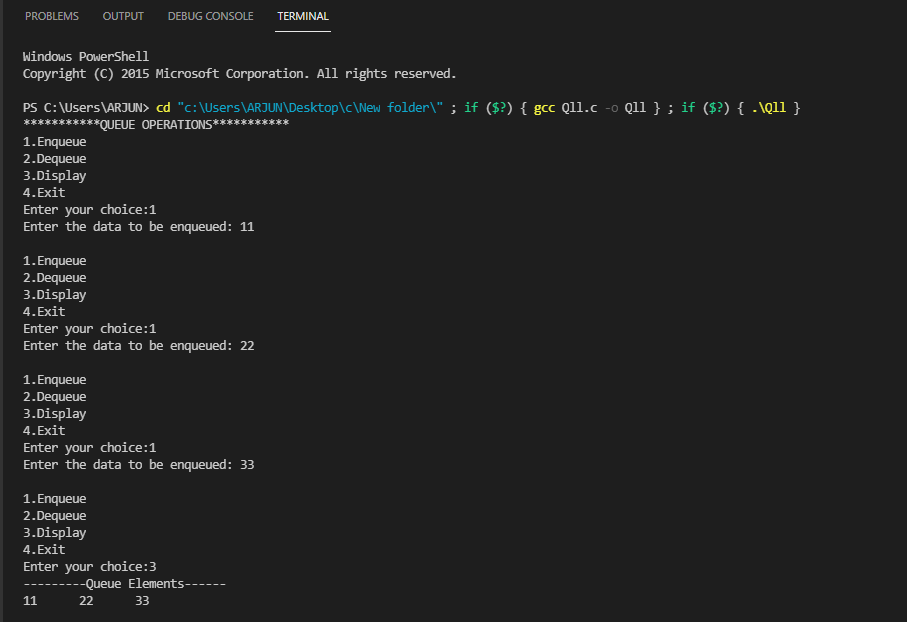 PROBLEMS OUTPUT DEBUG CONSOLE TERMINAL
Windows PowerShell
Copyright (C) 2015 Microsoft Corporation. All rights reserved.
PS C:\Users\ARJUN> cd "c:\Users\ARJUN\Desktop\c\New folder\" ; if ($?) { gcc Qll.c -o Qll } ; if ($?) { .\Qll }
***********QUEUE OPERATIONS***********
1.Enqueue
2.Dequeue
3.Display
4.Exit
Enter your choice:1
Enter the data to be enqueued: 11
1.Enqueue
2.Dequeue
3.Display
4.Exit
Enter your choice:1
Enter the data to be enqueued: 22
1.Enqueue
2.Dequeue
3.Display
4.Exit
Enter your choice:1
Enter the data to be enqueued: 33
1.Enqueue
2.Dequeue
3.Display
4.Exit
Enter your choice:3
---------Queue Elements------
11 22 33